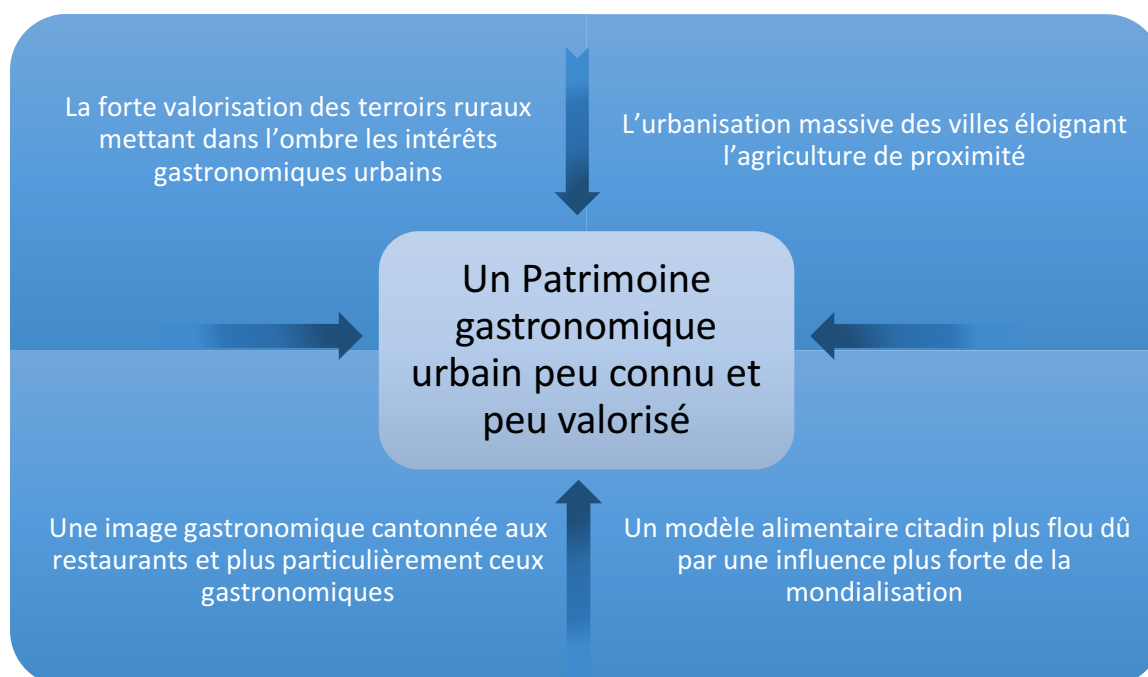 La forte valorisation des terroirs ruraux
mettant dans l’ombre les intérêts
gastronomiques urbains
L’urbanisation massive des villes éloignant
l’agriculture de proximité
Un Patrimoine
gastronomique
urbain peu connu et
peu valorisé
Une image gastronomique cantonnée aux
restaurants et plus particulièrement ceux
gastronomiques
Un modèle alimentaire citadin plus flou dû
par une influence plus forte de la
mondialisation